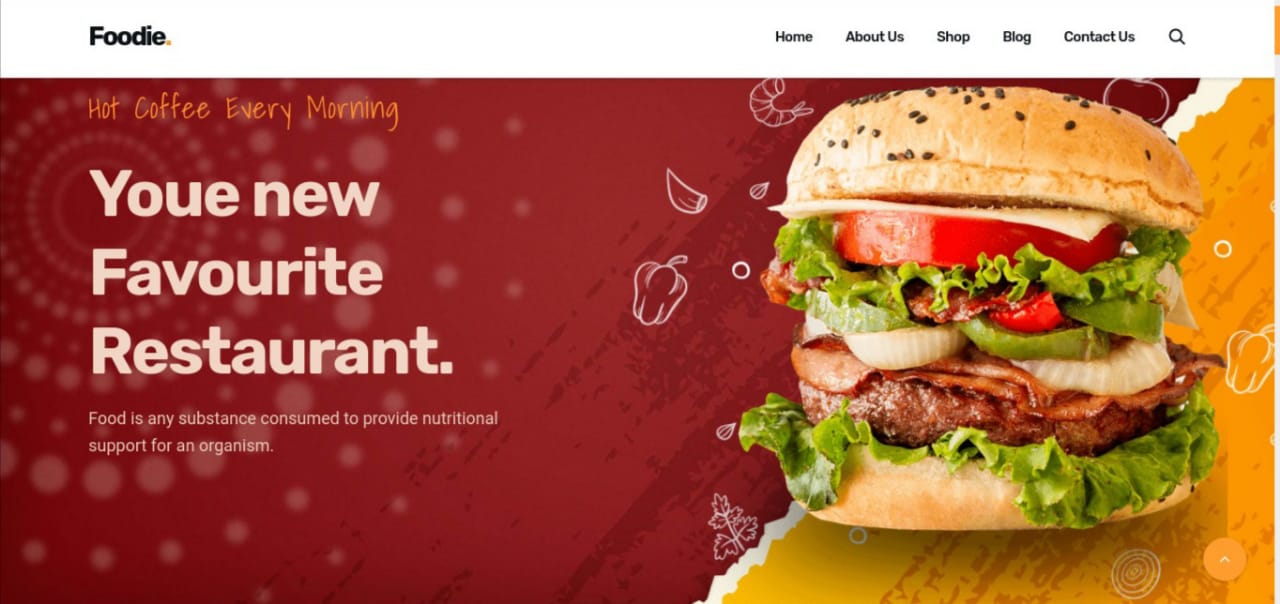 Foodie.
Home About Us Shop Blog Contact Us
Hot Coffee Every Morning
Youe new
Favourite
Restaurant.
Food is any substance consumed to provide nutritional
support for an organism.